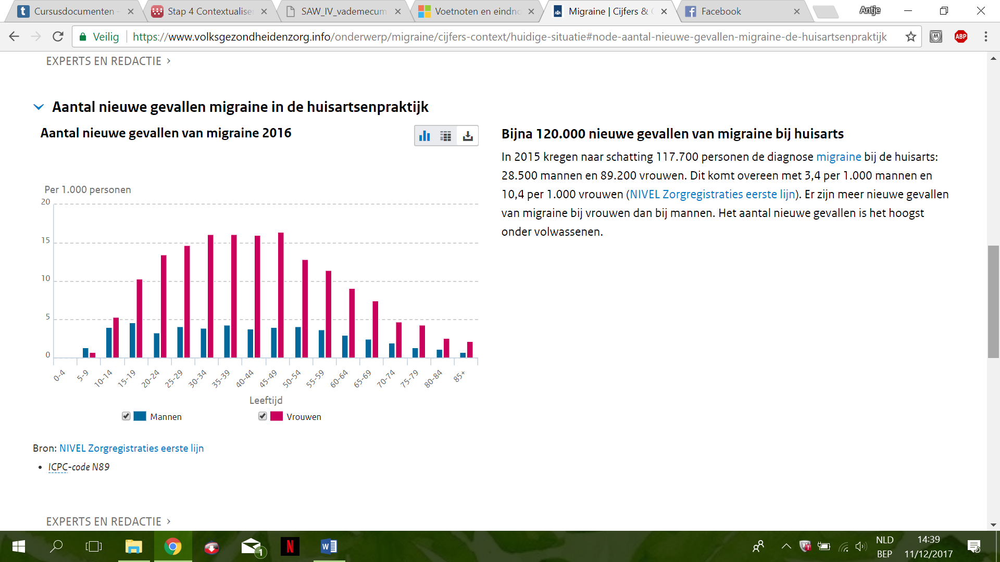 Cursusdocumenten –
Stap 4 Contextualise
SAW_IV_vademecum
Voetnoten en eindno
Migraine | Cijfers &
Facebook
Antje
Veilig
https://www.volksgezondheidenzorg.info/onderwerp/migraine/cijfers-context/huidige-situatie#node-aantal-nieuwe-gevallen-migraine-de-huisartsenpraktijk
ABP
EXPERTS EN REDACTIE ›
Aantal nieuwe gevallen migraine in de huisartsenpraktijk
Aantal nieuwe gevallen van migraine 2016
Per 1.000 personen
20
15
10
5
0
0-4
5-9
10-14
15-19
20-24
25-29
30-34
35-39
40-44
45-49
50-54
55-59
60-64
65-69
70-74
75-79
80-84
85+
Leeftijd
Mannen
Vrouwen
Bron: NIVEL Zorgregistraties eerste lijn
• ICPC-code N89
Bijna 120.000 nieuwe gevallen van migraine bij huisarts
In 2015 kregen naar schatting 117.700 personen de diagnose migraine bij de huisarts:
28.500 mannen en 89.200 vrouwen. Dit komt overeen met 3,4 per 1.000 mannen en
10,4 per 1.000 vrouwen (NIVEL Zorgregistraties eerste lijn). Er zijn meer nieuwe gevallen
van migraine bij vrouwen dan bij mannen. Het aantal nieuwe gevallen is het hoogst
onder volwassenen.
EXPERTS EN REDACTIE ›
1
N
W
NLD
BEP
14:39
11/12/2017